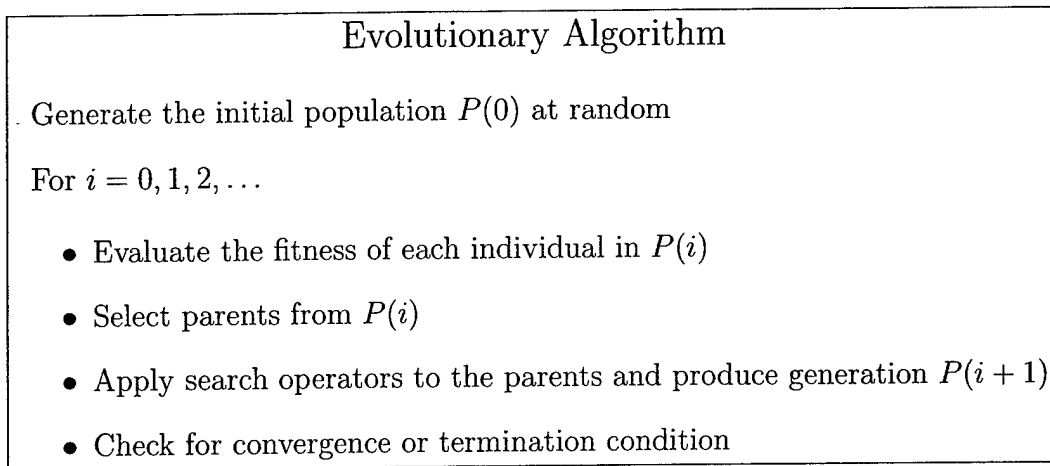 Evolutionary Algorithm
Generate the initial population P(0) at random
For i = 0, 1, 2, …
• Evaluate the fitness of each individual in P(i)
• Select parents from P(i)
• Apply search operators to the parents and produce generation P(i + 1)
• Check for convergence or termination condition